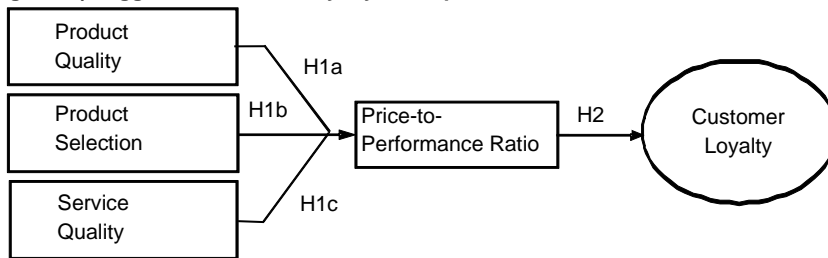 Product
Quality
H1a
Product
Selection
H1b
Price-to-
Performance Ratio
H2
Customer
Loyalty
Service
Quality
H1c